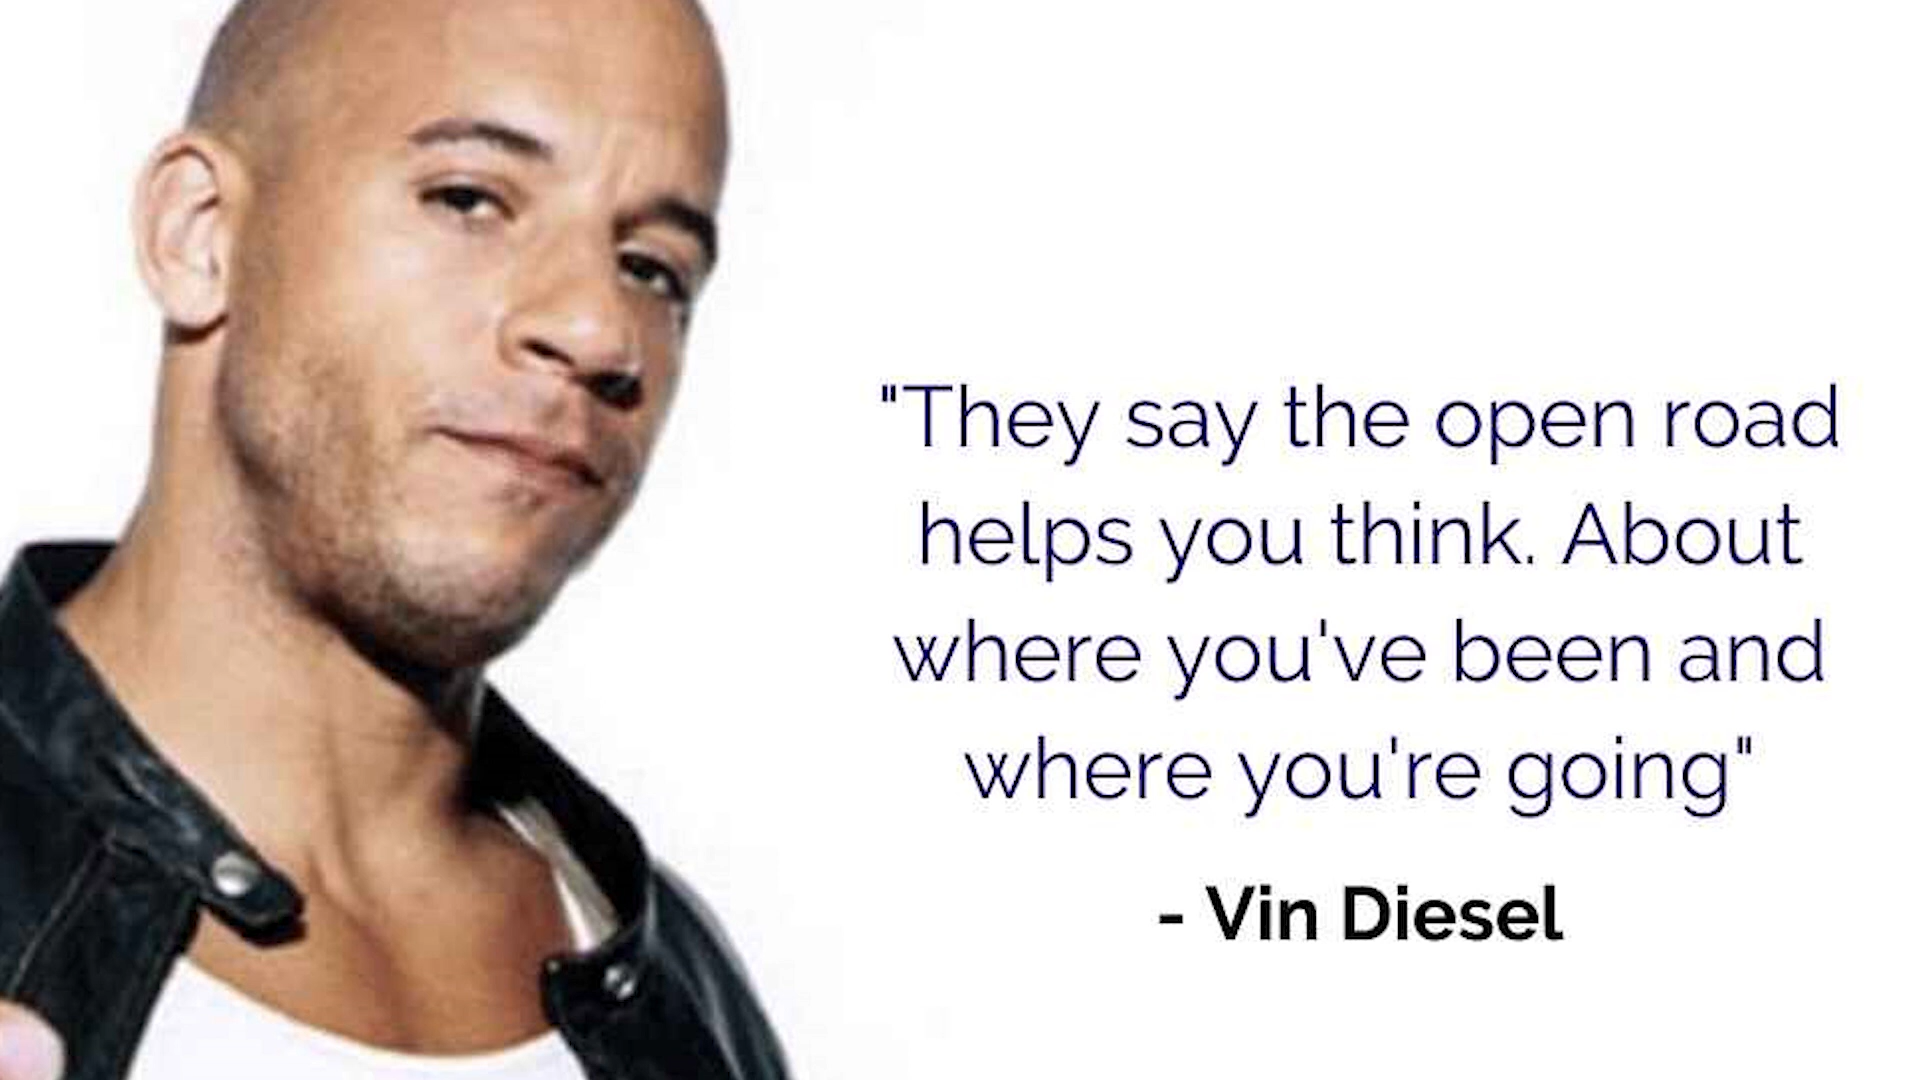 "They say the open road
helps you think. About
where you've been and
where you're going"
- Vin Diesel